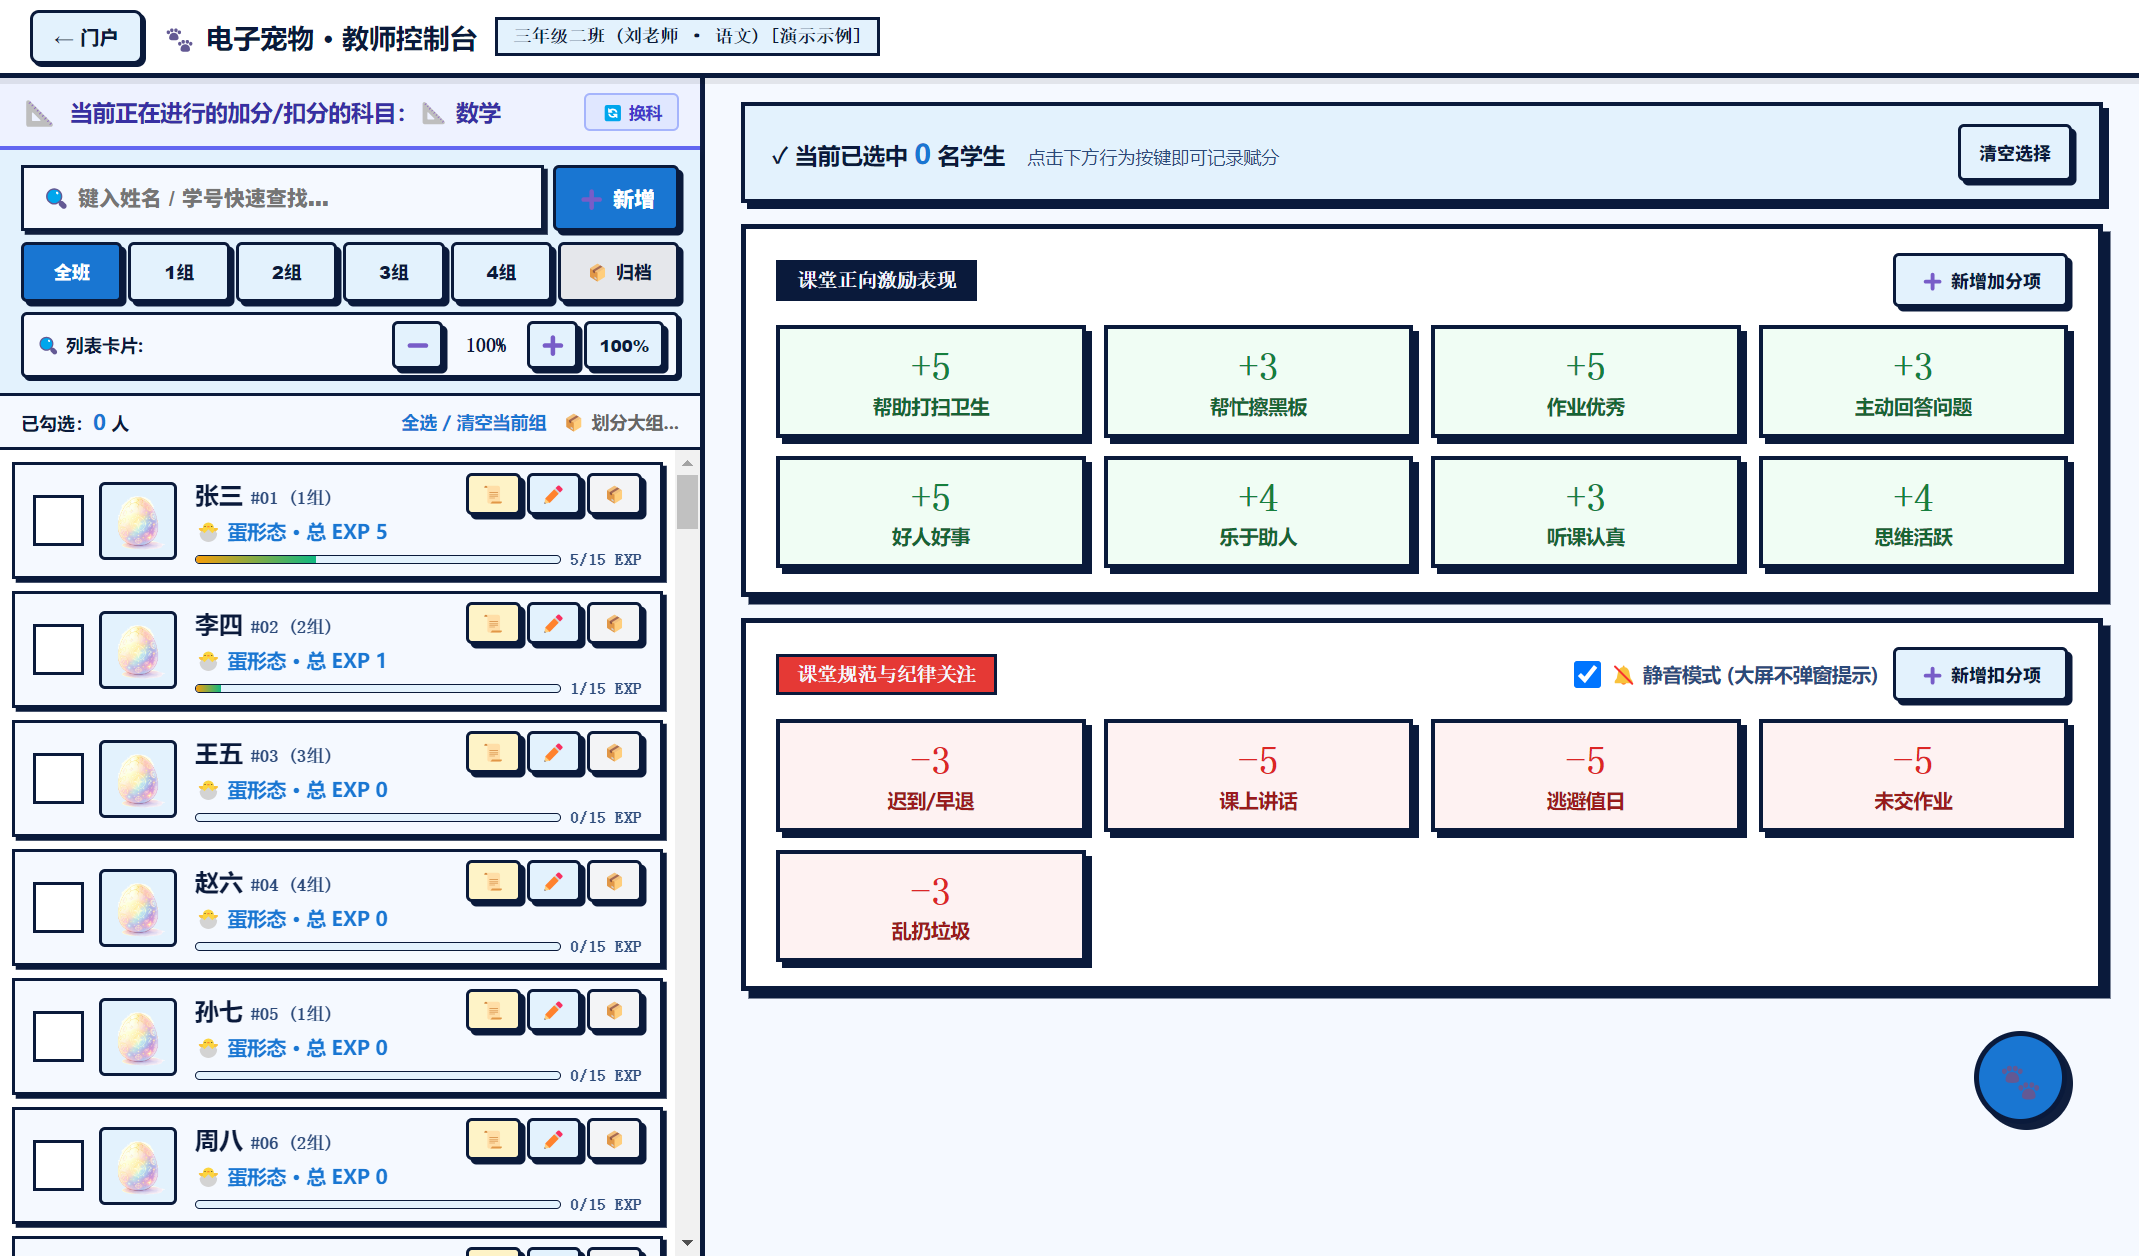 ← 门户
电子宠物 • 教师控制台
三年级二班 (刘老师 • 语文) [演示示例]
当前正在进行的加分/扣分的科目: 数学
换科
键入姓名 / 学号快速查找...
新增
全班
1组
2组
3组
4组
归档
列表卡片:
100%
100%
已勾选: 0 人
全选 / 清空当前组
划分大组...
张三 #01 (1组)
蛋形态 • 总 EXP 5
5/15 EXP
李四 #02 (2组)
蛋形态 • 总 EXP 1
1/15 EXP
王五 #03 (3组)
蛋形态 • 总 EXP 0
0/15 EXP
赵六 #04 (4组)
蛋形态 • 总 EXP 0
0/15 EXP
孙七 #05 (1组)
蛋形态 • 总 EXP 0
0/15 EXP
周八 #06 (2组)
蛋形态 • 总 EXP 0
0/15 EXP
✓ 当前已选中 0 名学生 点击下方行为按键即可记录赋分
清空选择
课堂正向激励表现
新增加分项
+5
帮助打扫卫生
+3
帮忙擦黑板
+5
作业优秀
+3
主动回答问题
+5
好人好事
+4
乐于助人
+3
听课认真
+4
思维活跃
课堂规范与纪律关注
静音模式 (大屏不弹窗提示)
新增扣分项
−3
迟到/早退
−5
课上讲话
−5
逃避值日
−5
未交作业
−3
乱扔垃圾